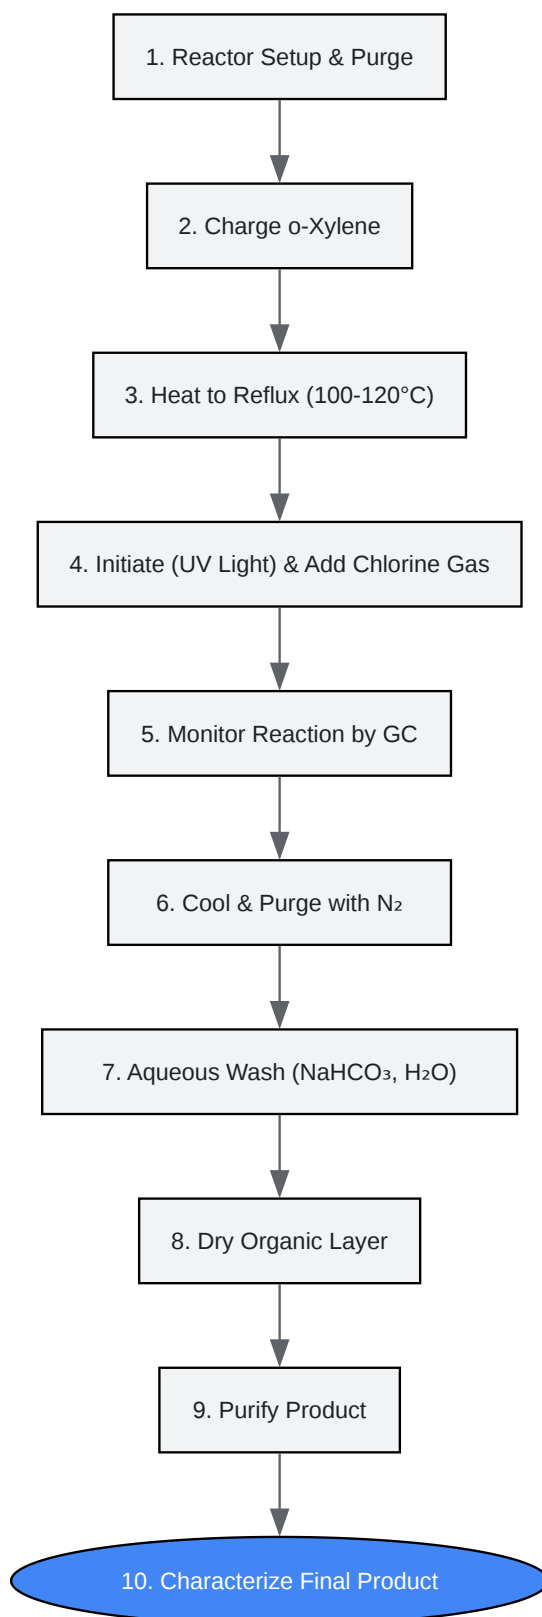 1. Reactor Setup & Purge
2. Charge o-Xylene
3. Heat to Reflux (100-120°C)
4. Initiate (UV Light) & Add Chlorine Gas
5. Monitor Reaction by GC
6. Cool & Purge with N₂
7. Aqueous Wash (NaHCO₃, H₂O)
8. Dry Organic Layer
9. Purify Product
10. Characterize Final Product